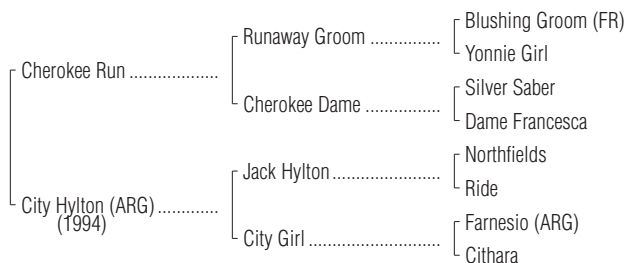 Blushing Groom (FR)
Runaway Groom ................
Yonnie Girl
Cherokee Run ....................
Silver Saber
Cherokee Dame .................
Dame Francesca
Northfields
Jack Hylton ........................
Ride
City Hylton (ARG) .............
(1994)
Farnesio (ARG)
City Girl .............................
Cithara